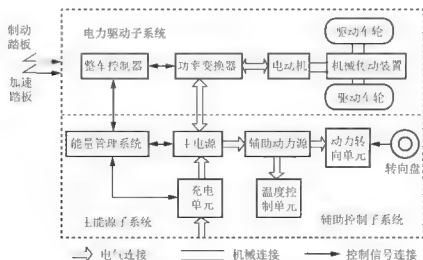 制动
踏板
加速
踏板
电力驱动子系统
整车控制器
功率变换器
电动机
机械传动装置
驱动车轮
驱动车轮
能量管理系统
主电源
辅助动力源
动力转
向单元
转向盘
充电
单元
温度控
制单元
主能源子系统
辅助控制子系统
电气连接
机械连接
控制信号连接